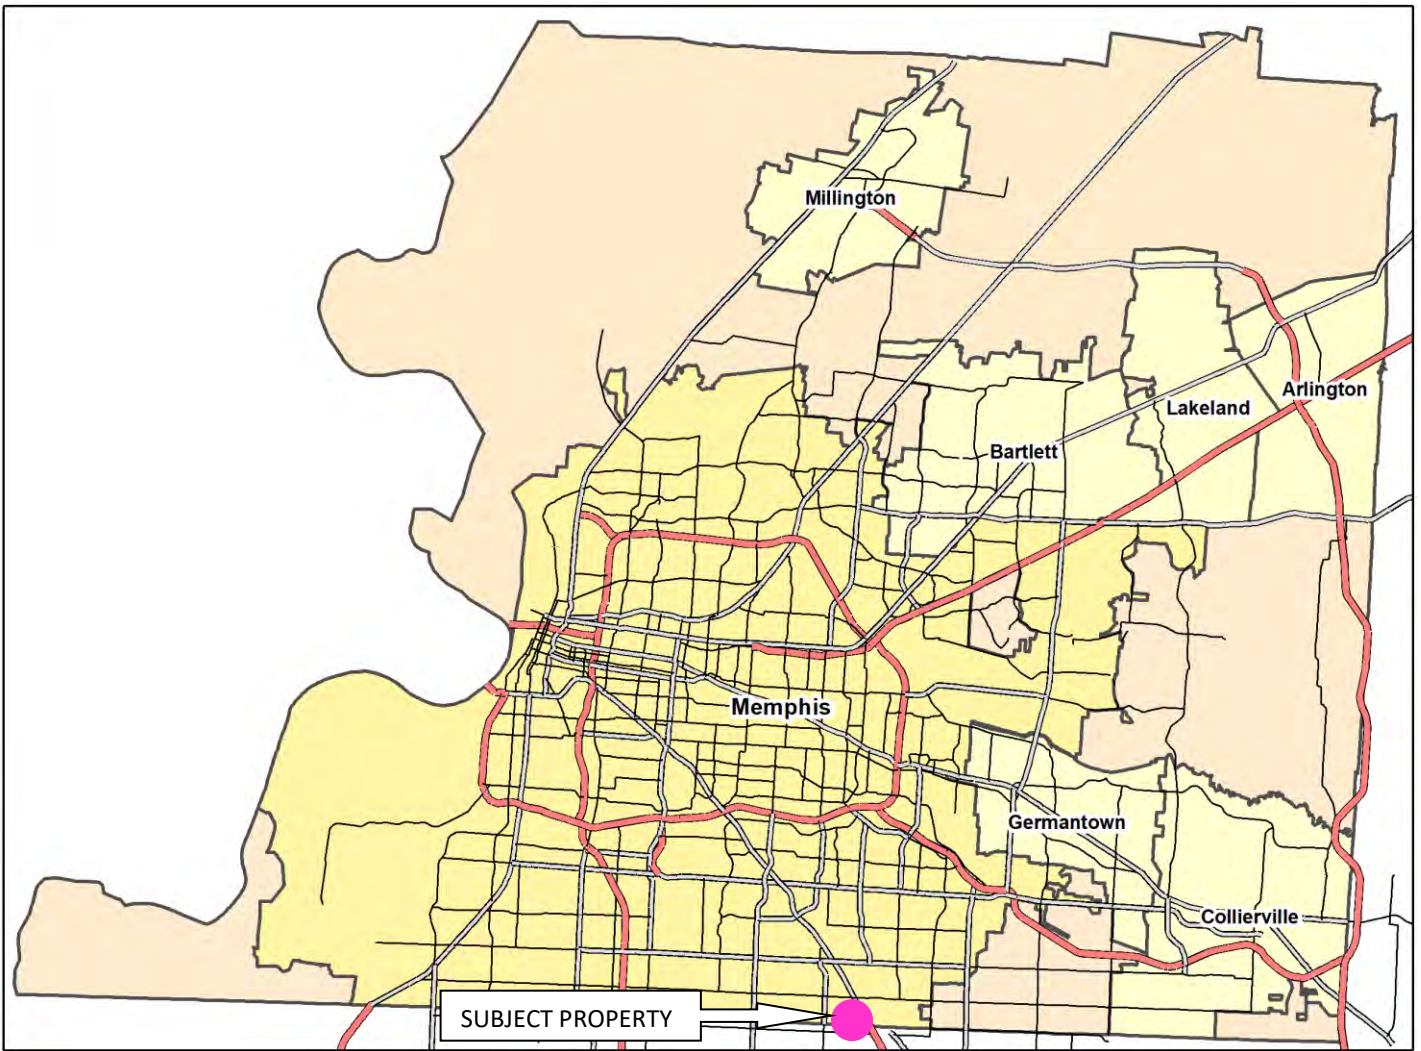 Millington
Arlington
Lakeland
Bartlett
Memphis
Germantown
Collierville
SUBJECT PROPERTY